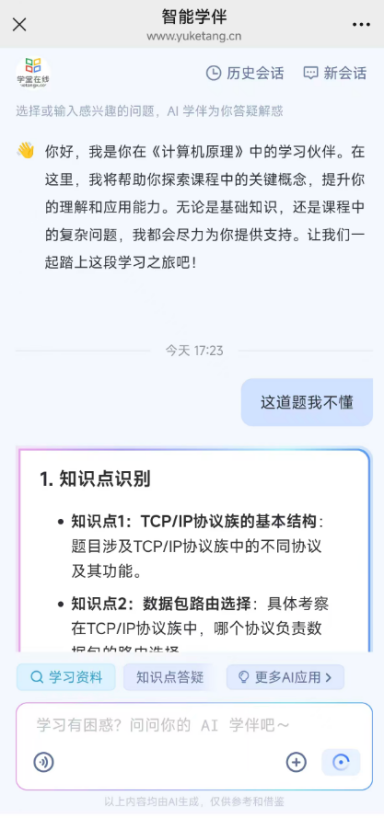 智能学伴
www.yuketang.cn
学堂在线
历史会话
新会话
选择或输入感兴趣的问题，AI 学伴为你答疑解惑
你好，我是你在《计算机原理》中的学习伙伴。在
这里，我将帮助你探索课程中的关键概念，提升你
的理解和应用能力。无论是基础知识，还是课程中
的复杂问题，我都会尽力为你提供支持。让我们一
起踏上这段学习之旅吧！
今天 17:23
这道题我不懂
1. 知识点识别
• 知识点1：TCP/IP协议族的基本结构：
题目涉及TCP/IP协议族中的不同协议
及其功能。
• 知识点2：数据包路由选择：具体考察
在TCP/IP协议族中，哪个协议负责数
据包的路由选择
学习资料
知识点答疑
更多AI应用
学习有困惑？问问你的 AI 学伴吧～
以上内容均由AI生成，仅供参考和借鉴